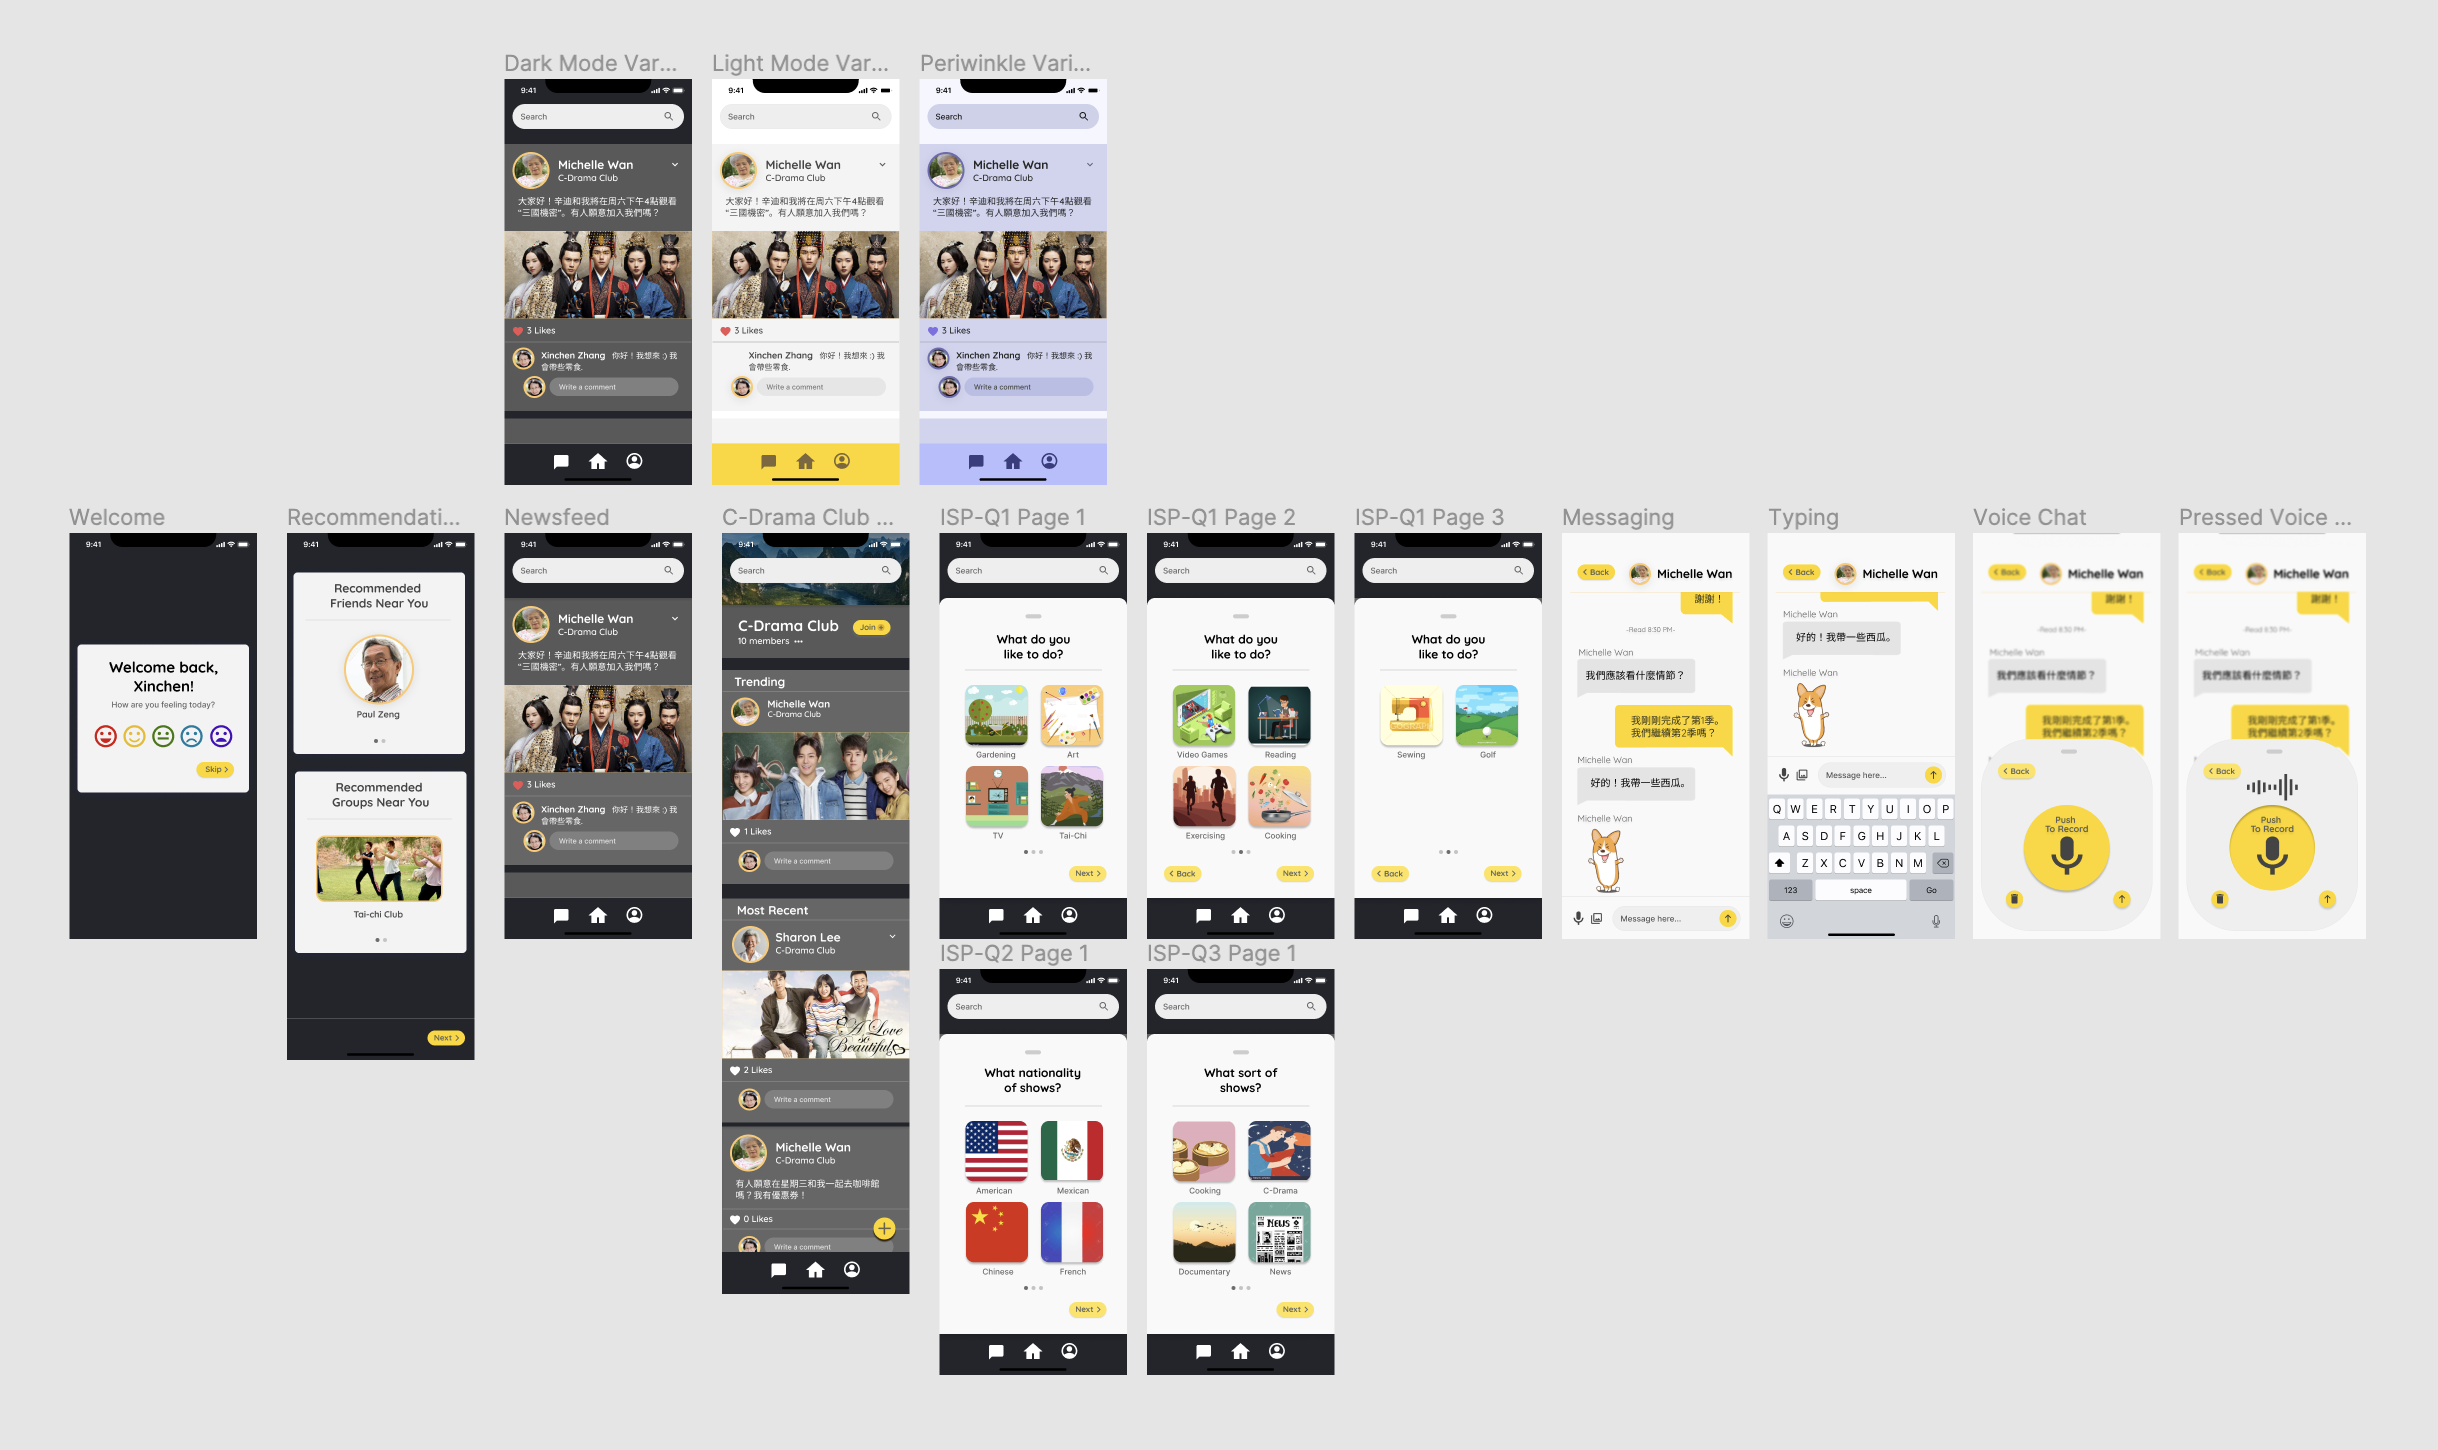 Dark Mode Var...
9:41
Search
Michelle Wan
C-Drama Club
大家好！辛迪和我將在周六下午4點觀看
“三國機密”。有人願意加入我們嗎？
3 Likes
Xinchen Zhang 你好！我想來 :) 我
會帶些零食.
Write a comment
Light Mode Var...
9:41
Search
Michelle Wan
C-Drama Club
大家好！辛迪和我將在周六下午4點觀看
“三國機密”。有人願意加入我們嗎？
3 Likes
Xinchen Zhang 你好！我想來 :) 我
會帶些零食.
Write a comment
Periwinkle Vari...
9:41
Search
Michelle Wan
C-Drama Club
大家好！辛迪和我將在周六下午4點觀看
“三國機密”。有人願意加入我們嗎？
3 Likes
Xinchen Zhang 你好！我想來 :) 我
會帶些零食.
Write a comment
Welcome
9:41
Welcome back,
Xinchen!
How are you feeling today?
Skip >
Recommendati...
9:41
Recommended
Friends Near You
Paul Zeng
Recommended
Groups Near You
Tai-chi Club
Next >
Newsfeed
9:41
Search
Michelle Wan
C-Drama Club
大家好！辛迪和我將在周六下午4點觀看
“三國機密”。有人願意加入我們嗎？
3 Likes
Xinchen Zhang 你好！我想來 :) 我
會帶些零食.
Write a comment
C-Drama Club ...
9:41
Search
C-Drama Club
Join
10 members •••
Trending
Michelle Wan
C-Drama Club
1 Likes
Write a comment
Most Recent
Sharon Lee
C-Drama Club
A Love
so
Beautiful
2 Likes
Write a comment
Michelle Wan
C-Drama Club
有人願意在星期三和我一起去咖啡館
嗎？我有優惠券！
0 Likes
Write a comment
ISP-Q1 Page 1
9:41
Search
What do you
like to do?
Gardening
Art
TV
Tai-Chi
Next >
ISP-Q1 Page 2
9:41
Search
What do you
like to do?
Video Games
Reading
Exercising
Cooking
< Back
Next >
ISP-Q1 Page 3
9:41
Search
What do you
like to do?
Sewing
Golf
< Back
Next >
Messaging
< Back
Michelle Wan
謝謝！
-Read 8:30 PM-
Michelle Wan
我們應該看什麼情節？
我剛剛完成了第1季。
我們繼續第2季嗎？
Michelle Wan
好的！我帶一些西瓜。
Michelle Wan
Message here...
Typing
< Back
Michelle Wan
Michelle Wan
好的！我帶一些西瓜。
Michelle Wan
Message here...
Q W E R T Y U I O P
A S D F G H J K L
Z X C V B N M
123
space
Go
Voice Chat
< Back
Michelle Wan
謝謝！
-Read 8:30 PM-
Michelle Wan
我們應該看什麼情節？
我剛剛完成了第1季。
我們繼續第2季嗎？
< Back
Push
To Record
Pressed Voice ...
< Back
Michelle Wan
謝謝！
-Read 8:30 PM-
Michelle Wan
我們應該看什麼情節？
我剛剛完成了第1季。
我們繼續第2季嗎？
< Back
Push
To Record
ISP-Q2 Page 1
9:41
Search
What nationality
of shows?
American
Mexican
Chinese
French
Next >
ISP-Q3 Page 1
9:41
Search
What sort of
shows?
Cooking
C-Drama
Documentary
NEWS
News
Next >